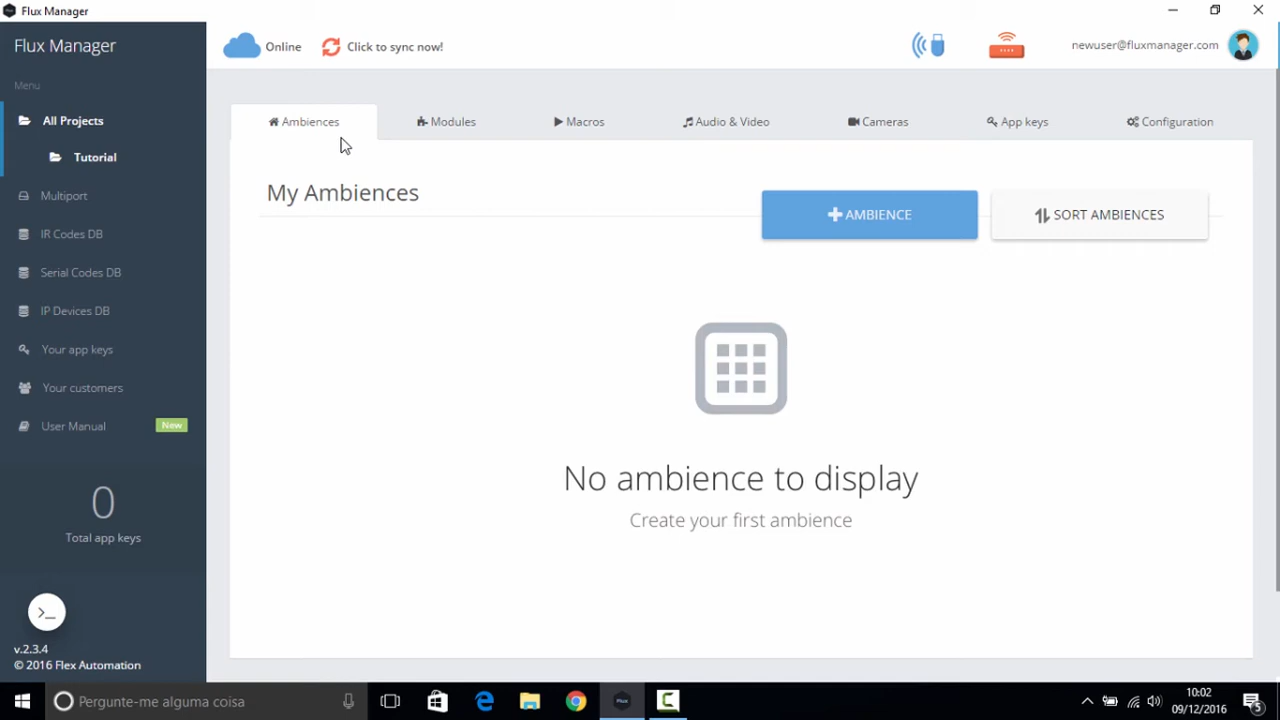 Flux Manager
Flux Manager
Online
Click to sync now!
newuser@fluxmanager.com
Menu
All Projects
Tutorial
Multiport
IR Codes DB
Serial Codes DB
IP Devices DB
Your app keys
Your customers
User Manual
New
0
Total app keys
>_
v.2.3.4
© 2016 Flex Automation
Ambiences
Modules
Macros
Audio & Video
Cameras
App keys
Configuration
My Ambiences
AMBIENCE
SORT AMBIENCES
No ambience to display
Create your first ambience
Pergunte-me alguma coisa
Flux
10:02
09/12/2016
5